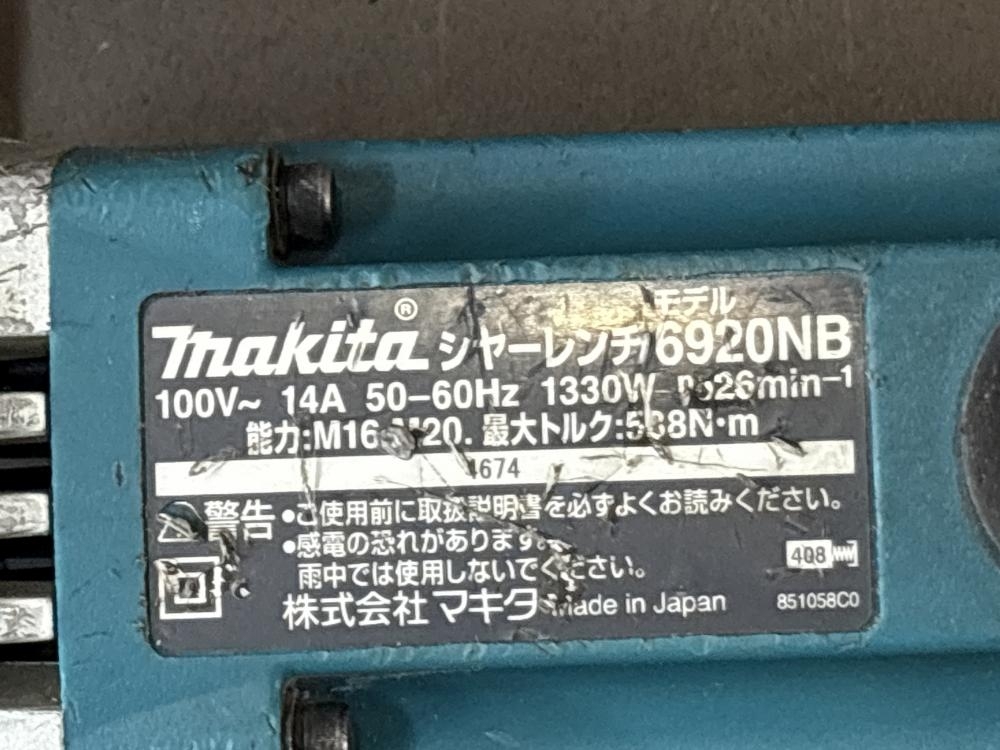 モデル
makita® シャーレンチ 6920NB
100V~ 14A 50-60Hz 1330W
能力:M16, M20. 最大トルク:588N·m
4674
警告 •ご使用前に取扱説明書を必ずよくお読みください。
•感電の恐れがあります。
雨中では使用しないでください。
408
株式会社 マキタ Made in Japan 851058C0